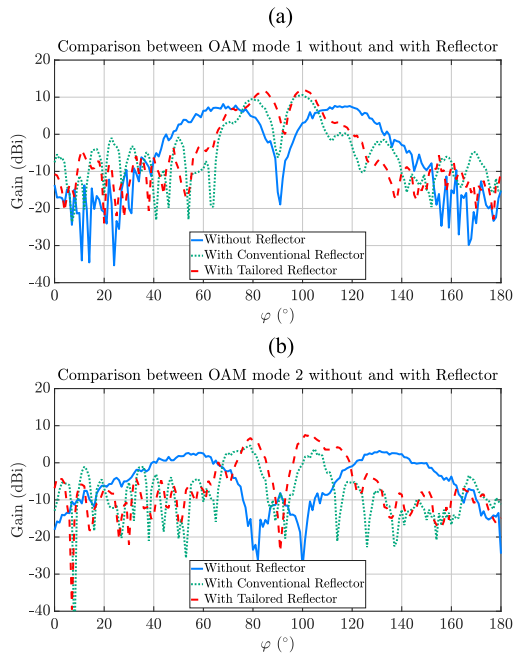 (a)
Comparison between OAM mode 1 without and with Reflector
20
10
0
-10
-20
-30
-40
Gain (dBi)
Without Reflector
With Conventional Reflector
With Tailored Reflector
0 20 40 60 80 100 120 140 160 180
φ (°)
(b)
Comparison between OAM mode 2 without and with Reflector
20
10
0
-10
-20
-30
-40
Gain (dBi)
Without Reflector
With Conventional Reflector
With Tailored Reflector
0 20 40 60 80 100 120 140 160 180
φ (°)